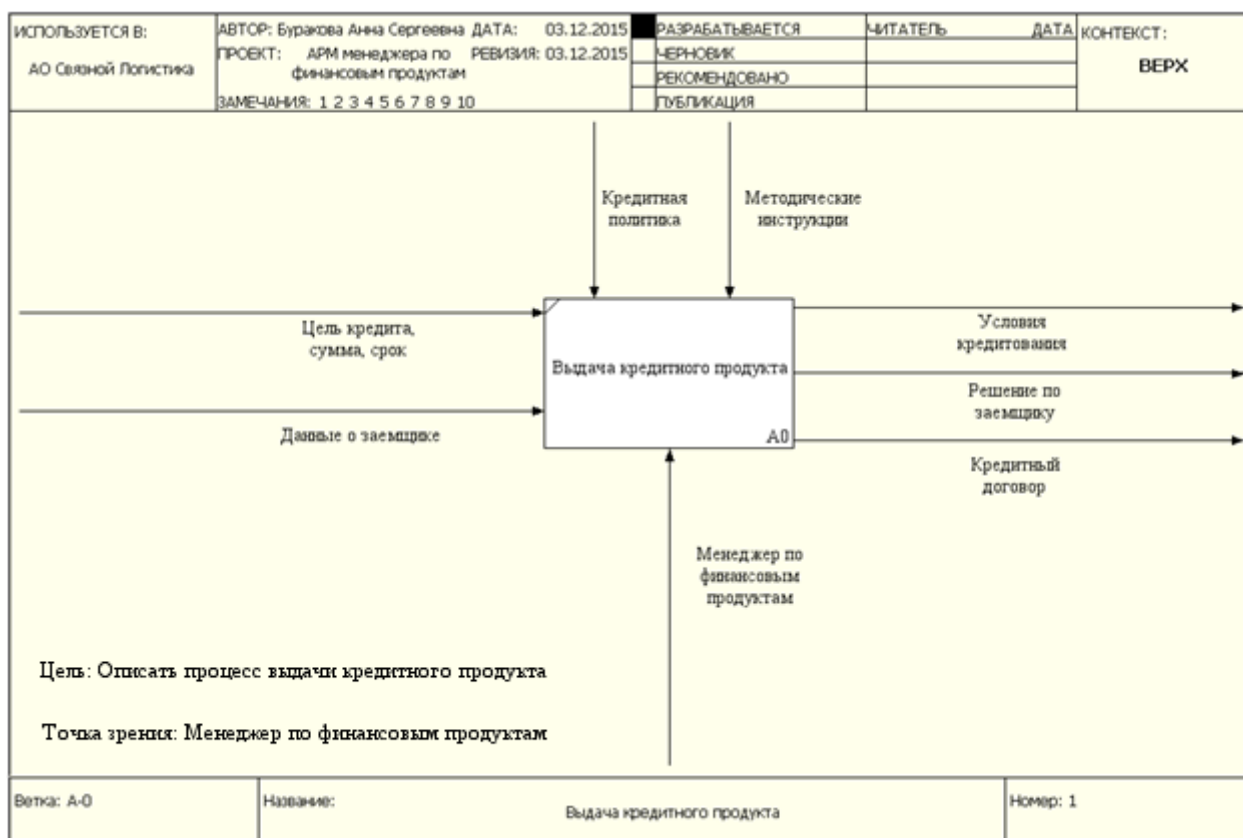 ИСПОЛЬЗУЕТСЯ В:
АО Связной Логистика
АВТОР: Буракова Анна Сергеевна ДАТА: 03.12.2015
ПРОЕКТ: АРМ менеджера по РЕВИЗИЯ: 03.12.2015
финансовым продуктам
ЗАМЕЧАНИЯ: 1 2 3 4 5 6 7 8 9 10
РАЗРАБАТЫВАЕТСЯ
ЧЕРНОВИК
РЕКОМЕНДОВАНО
ПУБЛИКАЦИЯ
ЧИТАТЕЛЬ ДАТА
КОНТЕКСТ:
ВЕРХ
Кредитная
политика
Методические
инструкции
Цель кредита,
сумма, срок
Данные о заемщике
Выдача кредитного продукта
A0
Условия
кредитования
Решение по
заемщику
Кредитный
договор
Менеджер по
финансовым
продуктам
Цель: Описать процесс выдачи кредитного продукта
Точка зрения: Менеджер по финансовым продуктам
Ветка: A-0
Название:
Выдача кредитного продукта
Номер: 1